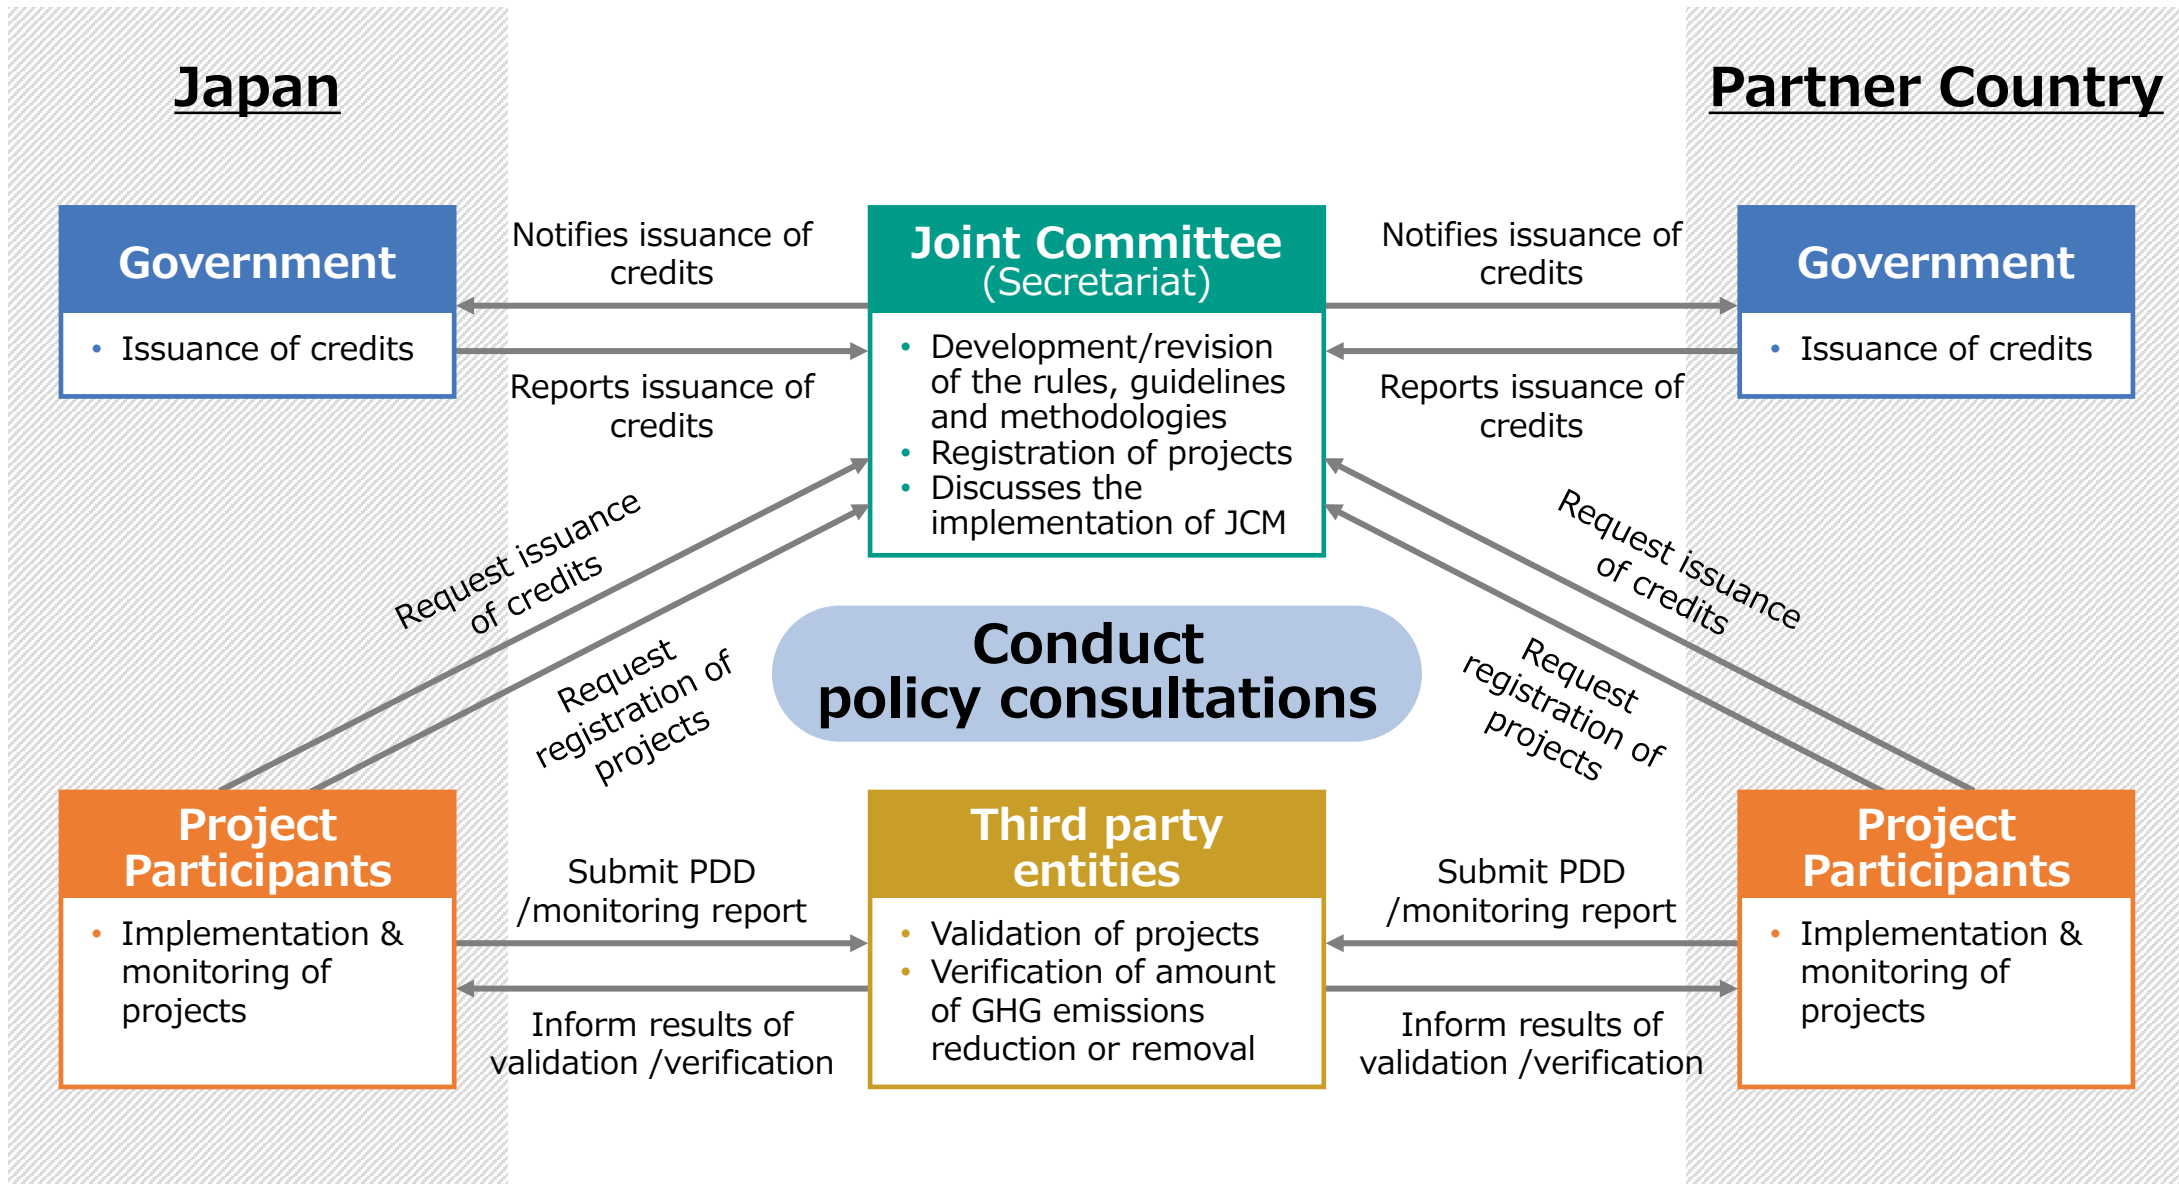 Japan
Partner Country
Government
• Issuance of credits
Notifies issuance of
credits
Reports issuance of
credits
Joint Committee
(Secretariat)
• Development/revision
of the rules, guidelines
and methodologies
• Registration of projects
• Discusses the
implementation of JCM
Notifies issuance of
credits
Reports issuance of
credits
Government
• Issuance of credits
Request issuance
of credits
Request
registration of
projects
Conduct
policy consultations
Request issuance
of credits
Request
registration of
projects
Project
Participants
• Implementation &
monitoring of
projects
Submit PDD
/monitoring report
Inform results of
validation /verification
Third party
entities
• Validation of projects
• Verification of amount
of GHG emissions
reduction or removal
Submit PDD
/monitoring report
Inform results of
validation /verification
Project
Participants
• Implementation &
monitoring of
projects